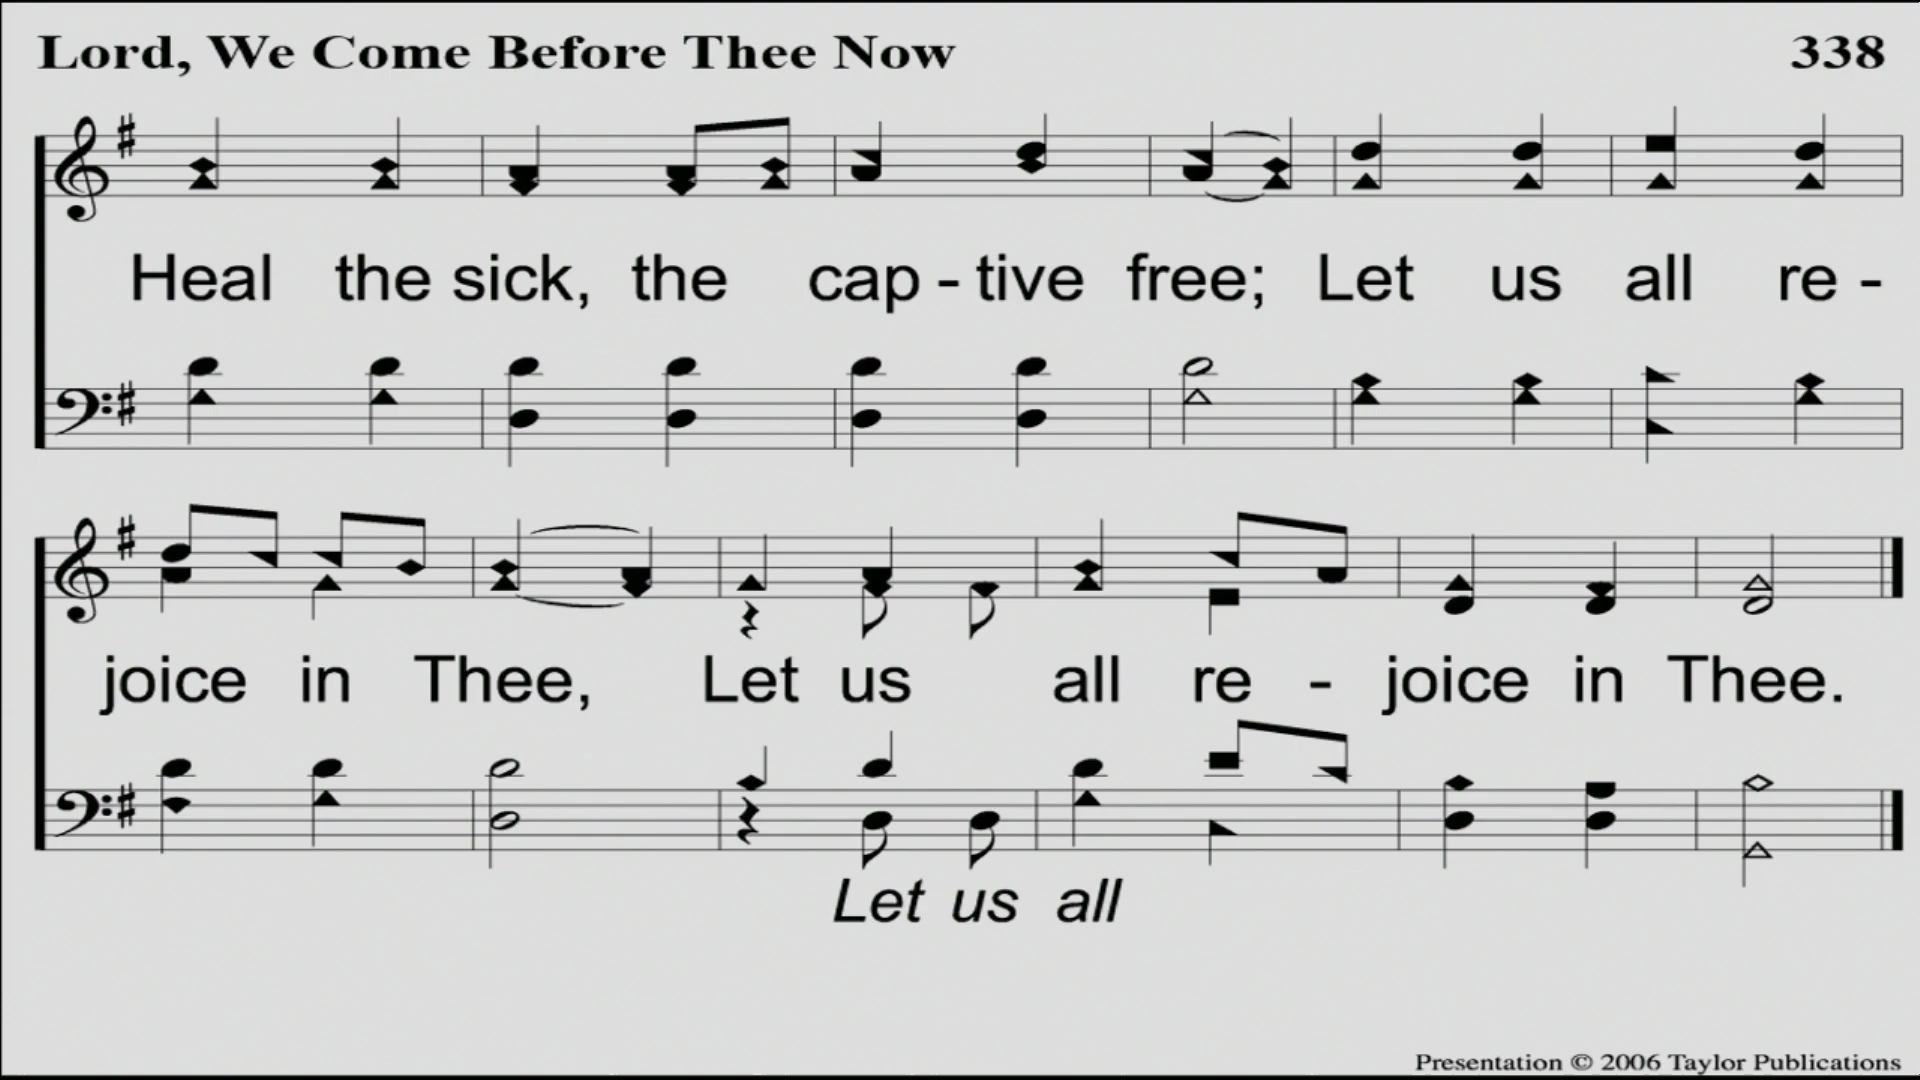 Lord, We Come Before Thee Now 338
Heal the sick, the cap - tive free; Let us all re -
joice in Thee, Let us all re - joice in Thee.
Let us all
Presentation © 2006 Taylor Publications